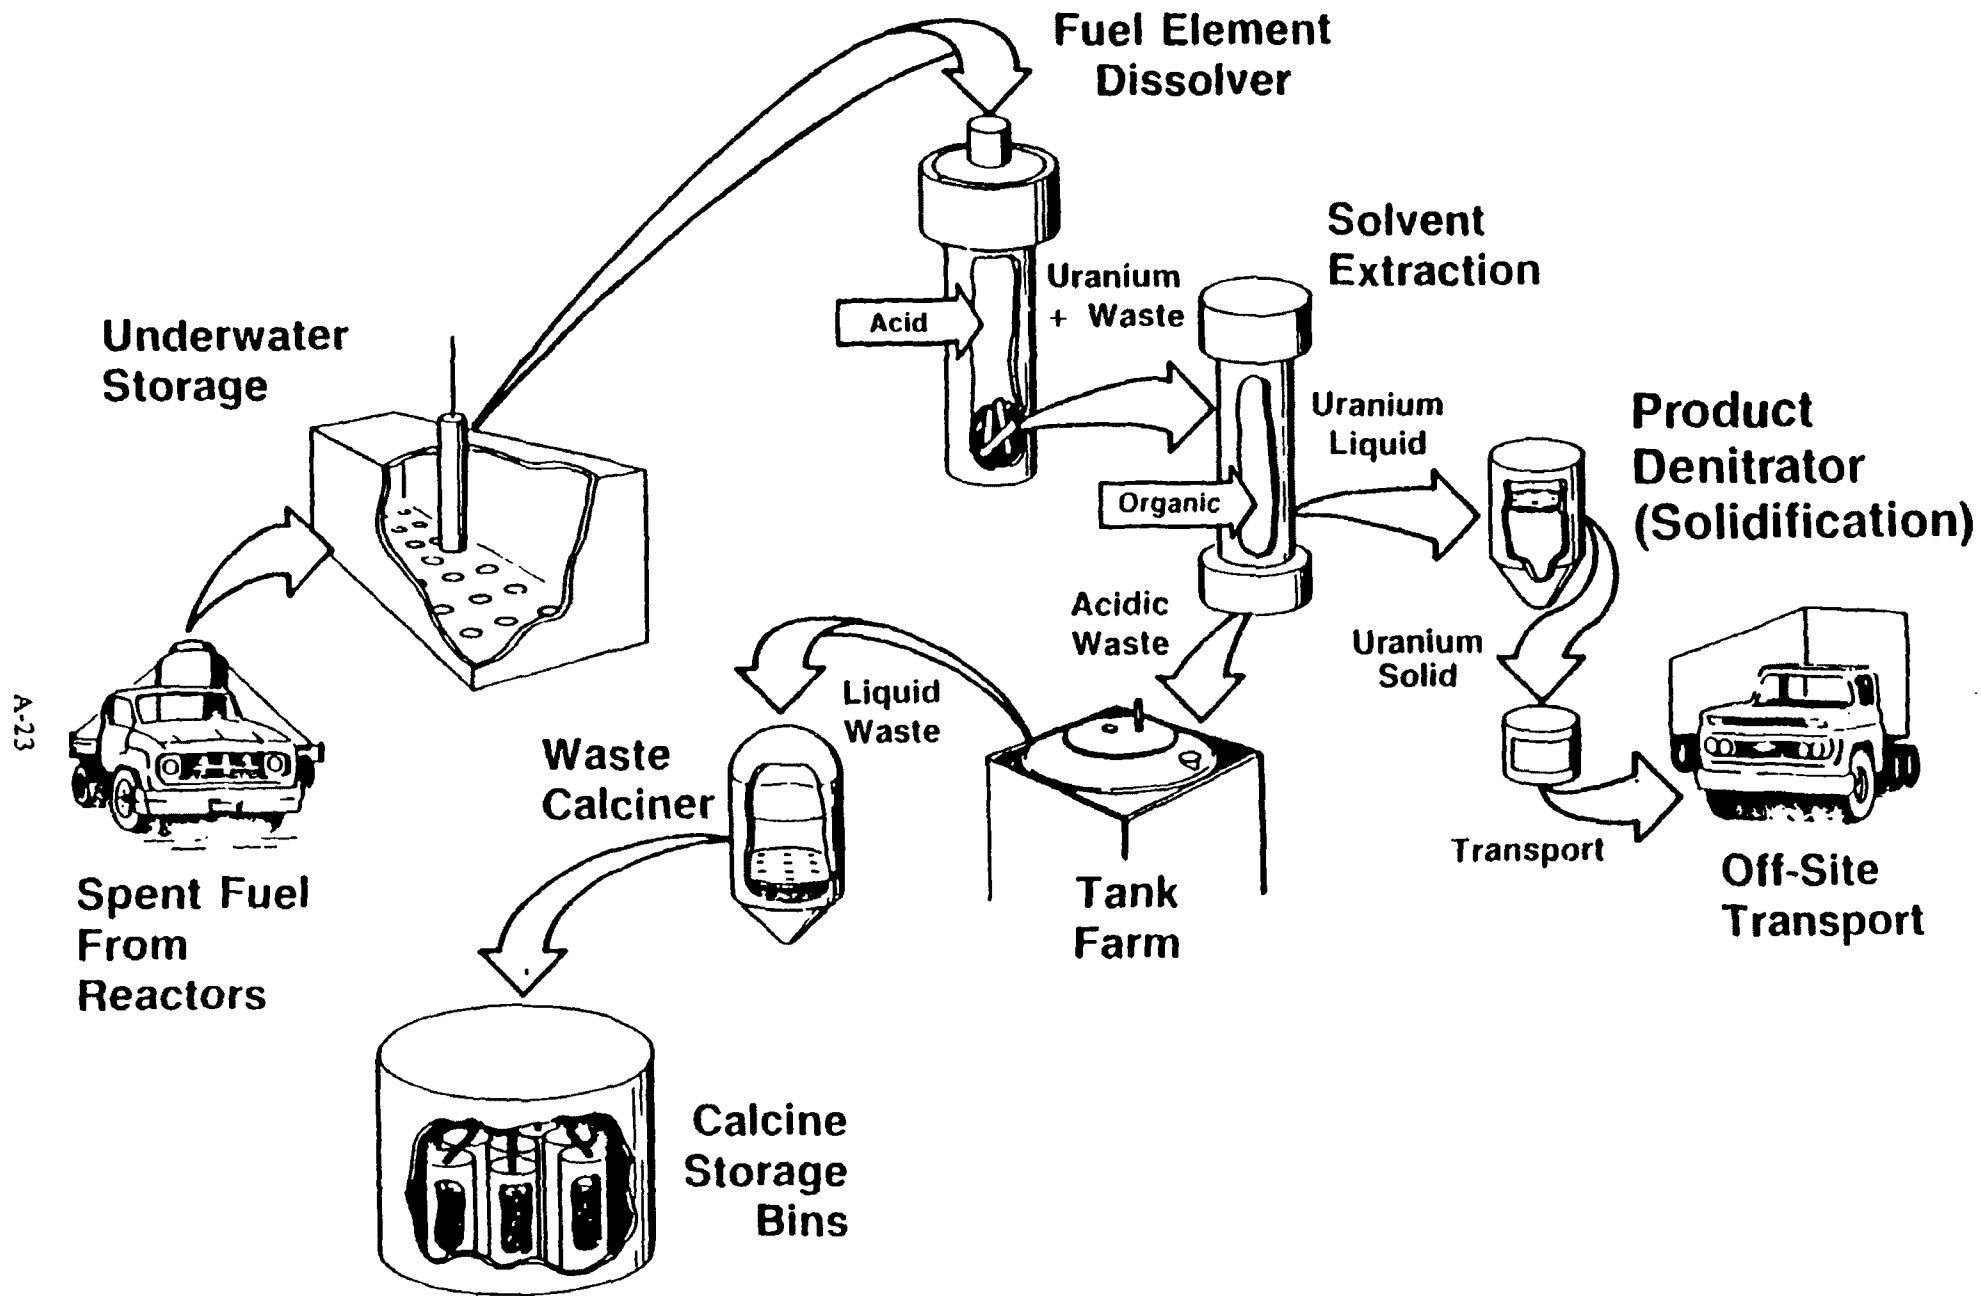 Fuel Element
Dissolver
Solvent
Extraction
Uranium
+ Waste
Acid
Underwater
Storage
Uranium
Liquid
Product
Denitrator
(Solidification)
Organic
Acidic
Waste
Uranium
Solid
Liquid
Waste
Waste
Calciner
A-23
Transport
Off-Site
Transport
Tank
Farm
Spent Fuel
From
Reactors
Calcine
Storage
Bins